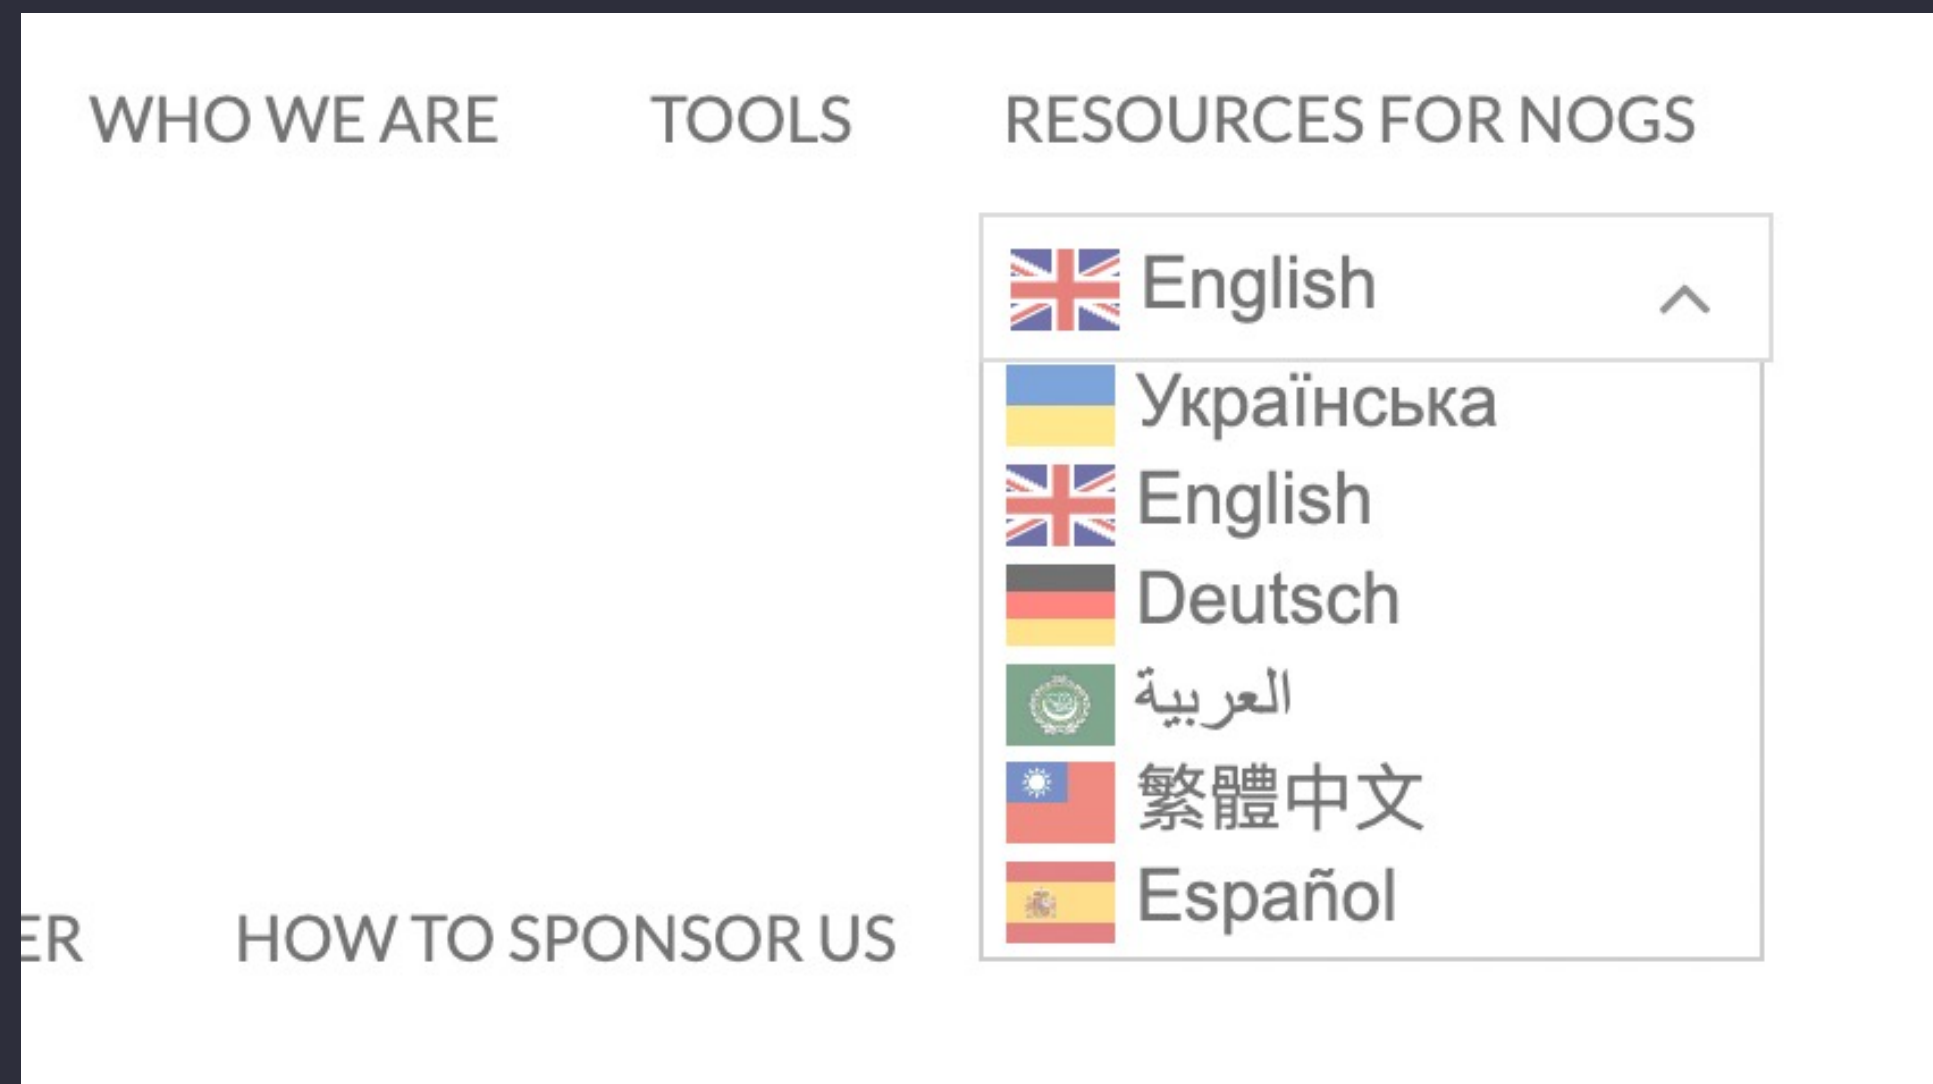 WHO WE ARE TOOLS RESOURCES FOR NOGS
English
Українська
English
Deutsch
العربية
繁體中文
Español
ER HOW TO SPONSOR US